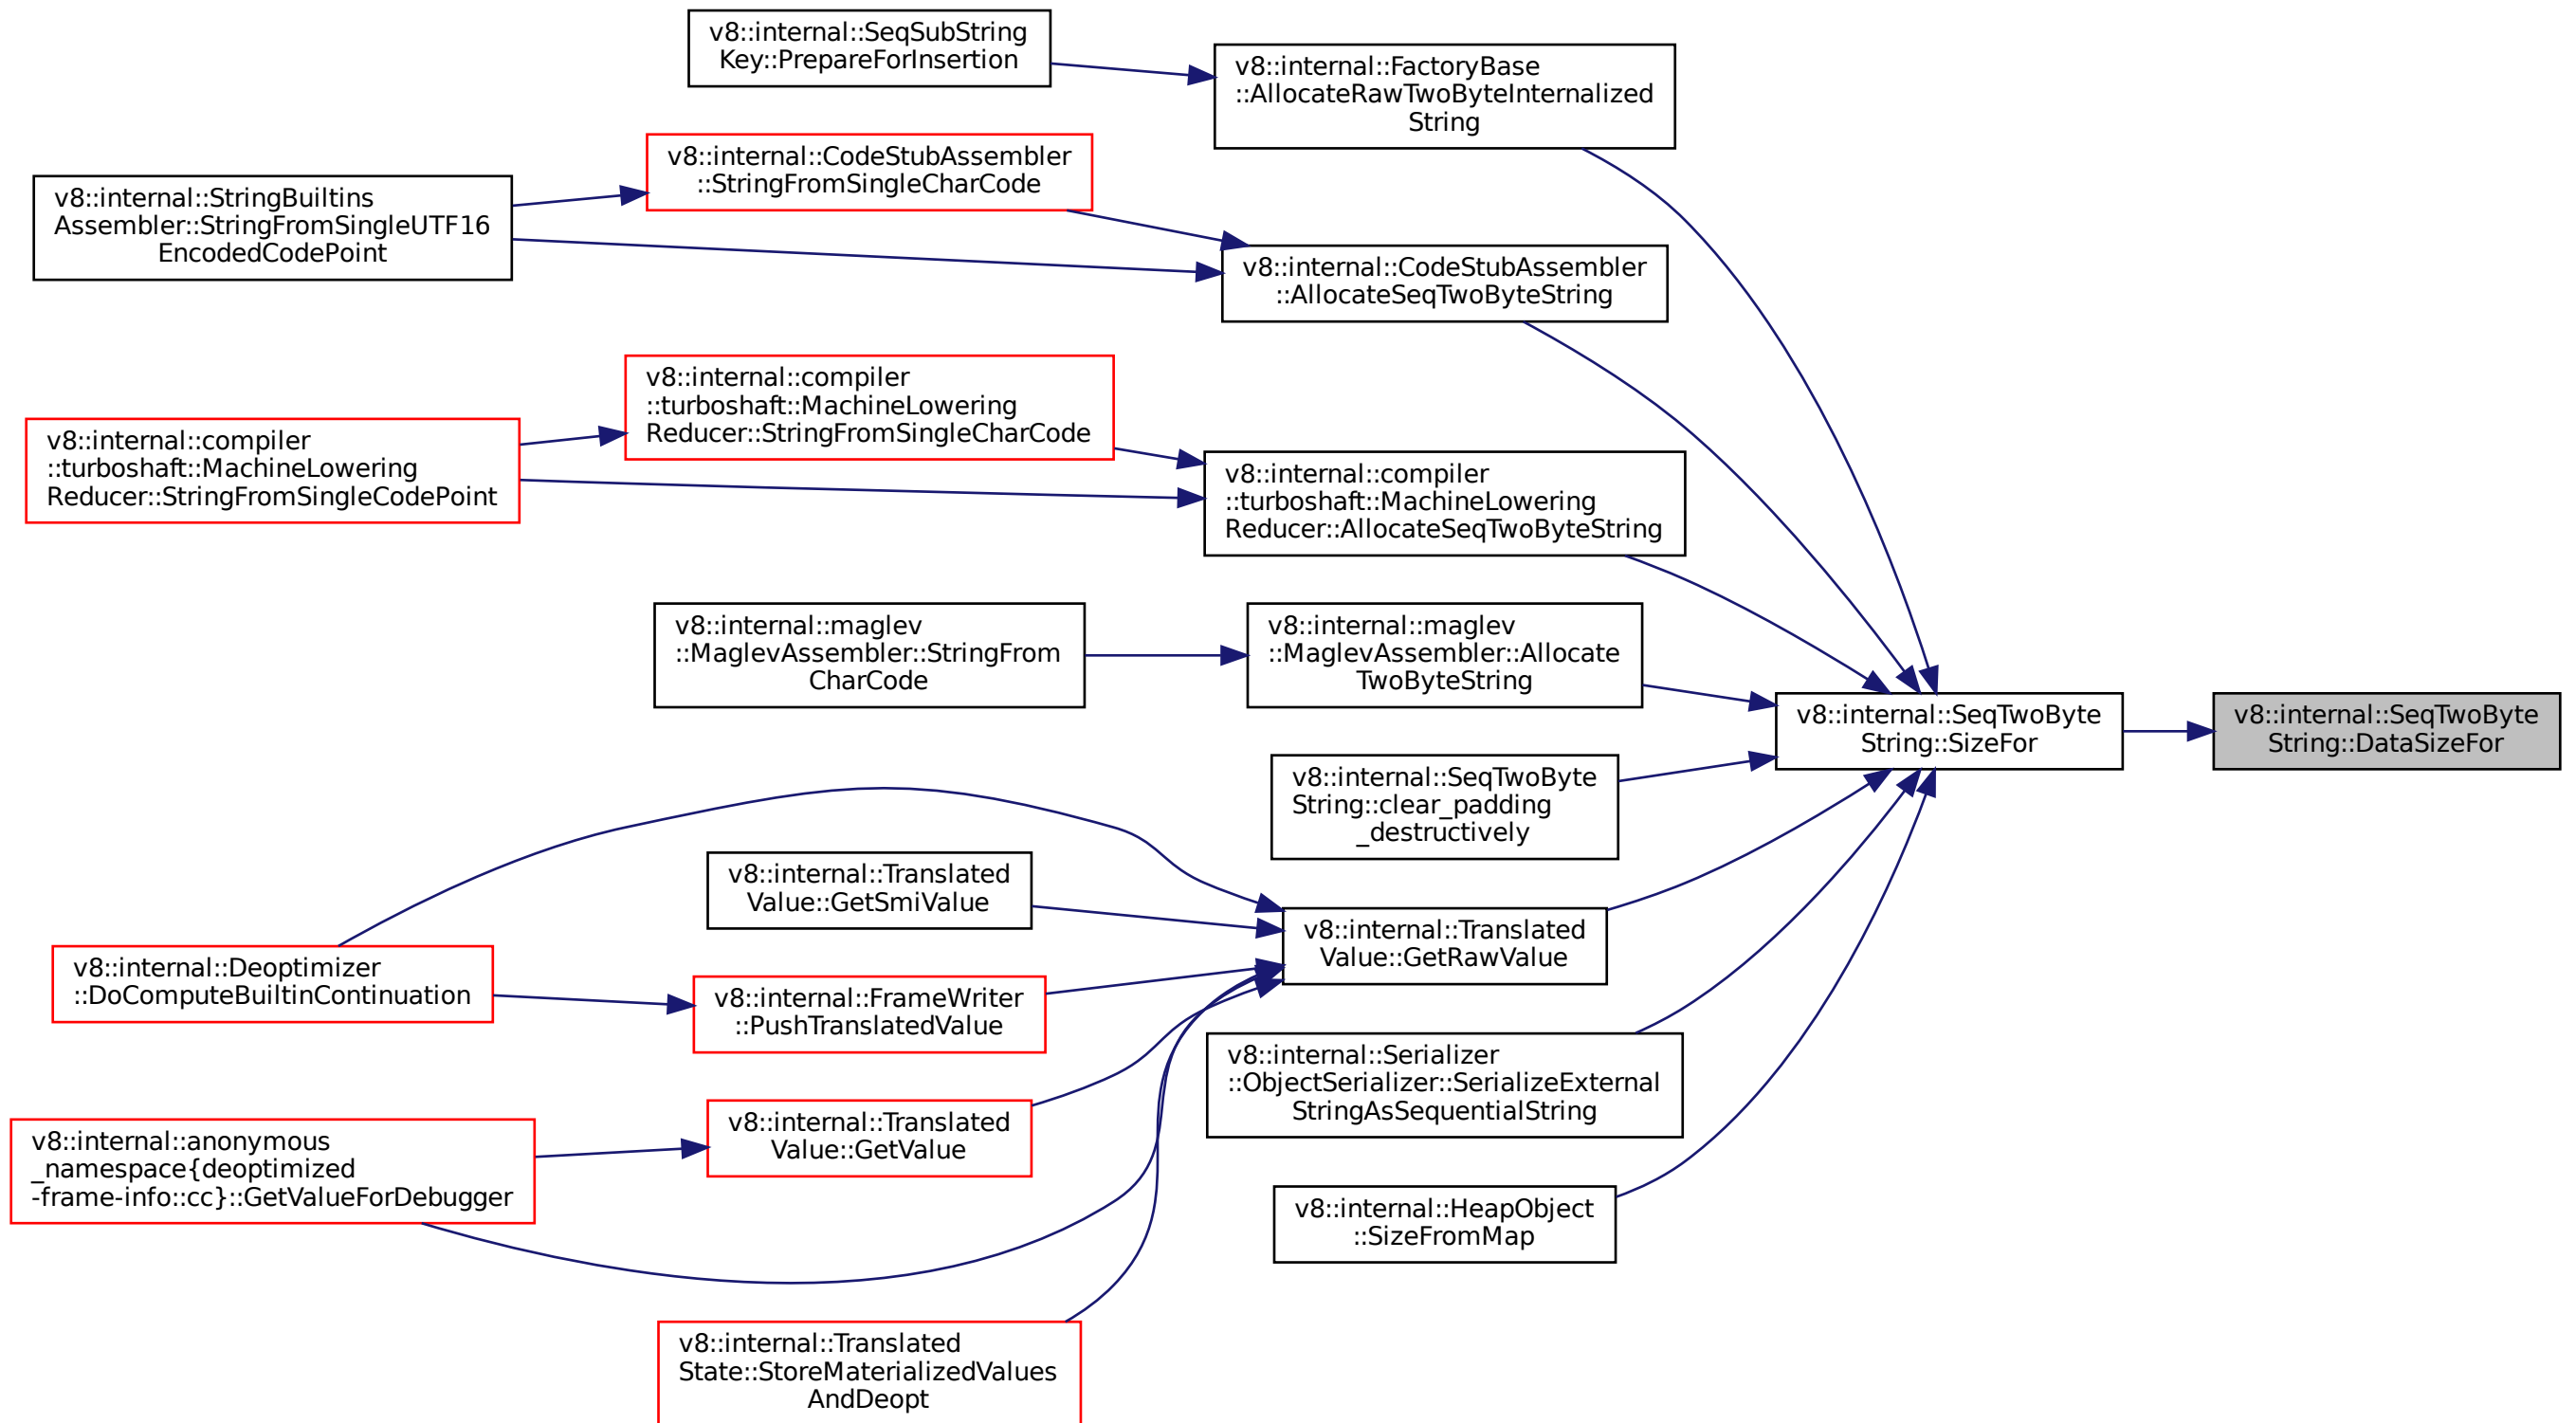 v8::internal::SeqSubString
Key::PrepareForInsertion
v8::internal::FactoryBase
::AllocateRawTwoByteInternalized
String
v8::internal::CodeStubAssembler
::StringFromSingleCharCode
v8::internal::StringBuiltins
Assembler::StringFromSingleUTF16
EncodedCodePoint
v8::internal::CodeStubAssembler
::AllocateSeqTwoByteString
v8::internal::compiler
::turboshaft::MachineLowering
Reducer::StringFromSingleCharCode
v8::internal::compiler
::turboshaft::MachineLowering
Reducer::StringFromSingleCodePoint
v8::internal::compiler
::turboshaft::MachineLowering
Reducer::AllocateSeqTwoByteString
v8::internal::maglev
::MaglevAssembler::StringFrom
CharCode
v8::internal::maglev
::MaglevAssembler::Allocate
TwoByteString
v8::internal::SeqTwoByte
String::SizeFor
v8::internal::SeqTwoByte
String::DataSizeFor
v8::internal::SeqTwoByte
String::clear_padding
_destructively
v8::internal::Translated
Value::GetSmiValue
v8::internal::Translated
Value::GetRawValue
v8::internal::Deoptimizer
::DoComputeBuiltinContinuation
v8::internal::FrameWriter
::PushTranslatedValue
v8::internal::Serializer
::ObjectSerializer::SerializeExternal
StringAsSequentialString
v8::internal::Translated
Value::GetValue
v8::internal::anonymous
_namespace{deoptimized
-frame-info::cc}::GetValueForDebugger
v8::internal::HeapObject
::SizeFromMap
v8::internal::Translated
State::StoreMaterializedValues
AndDeopt